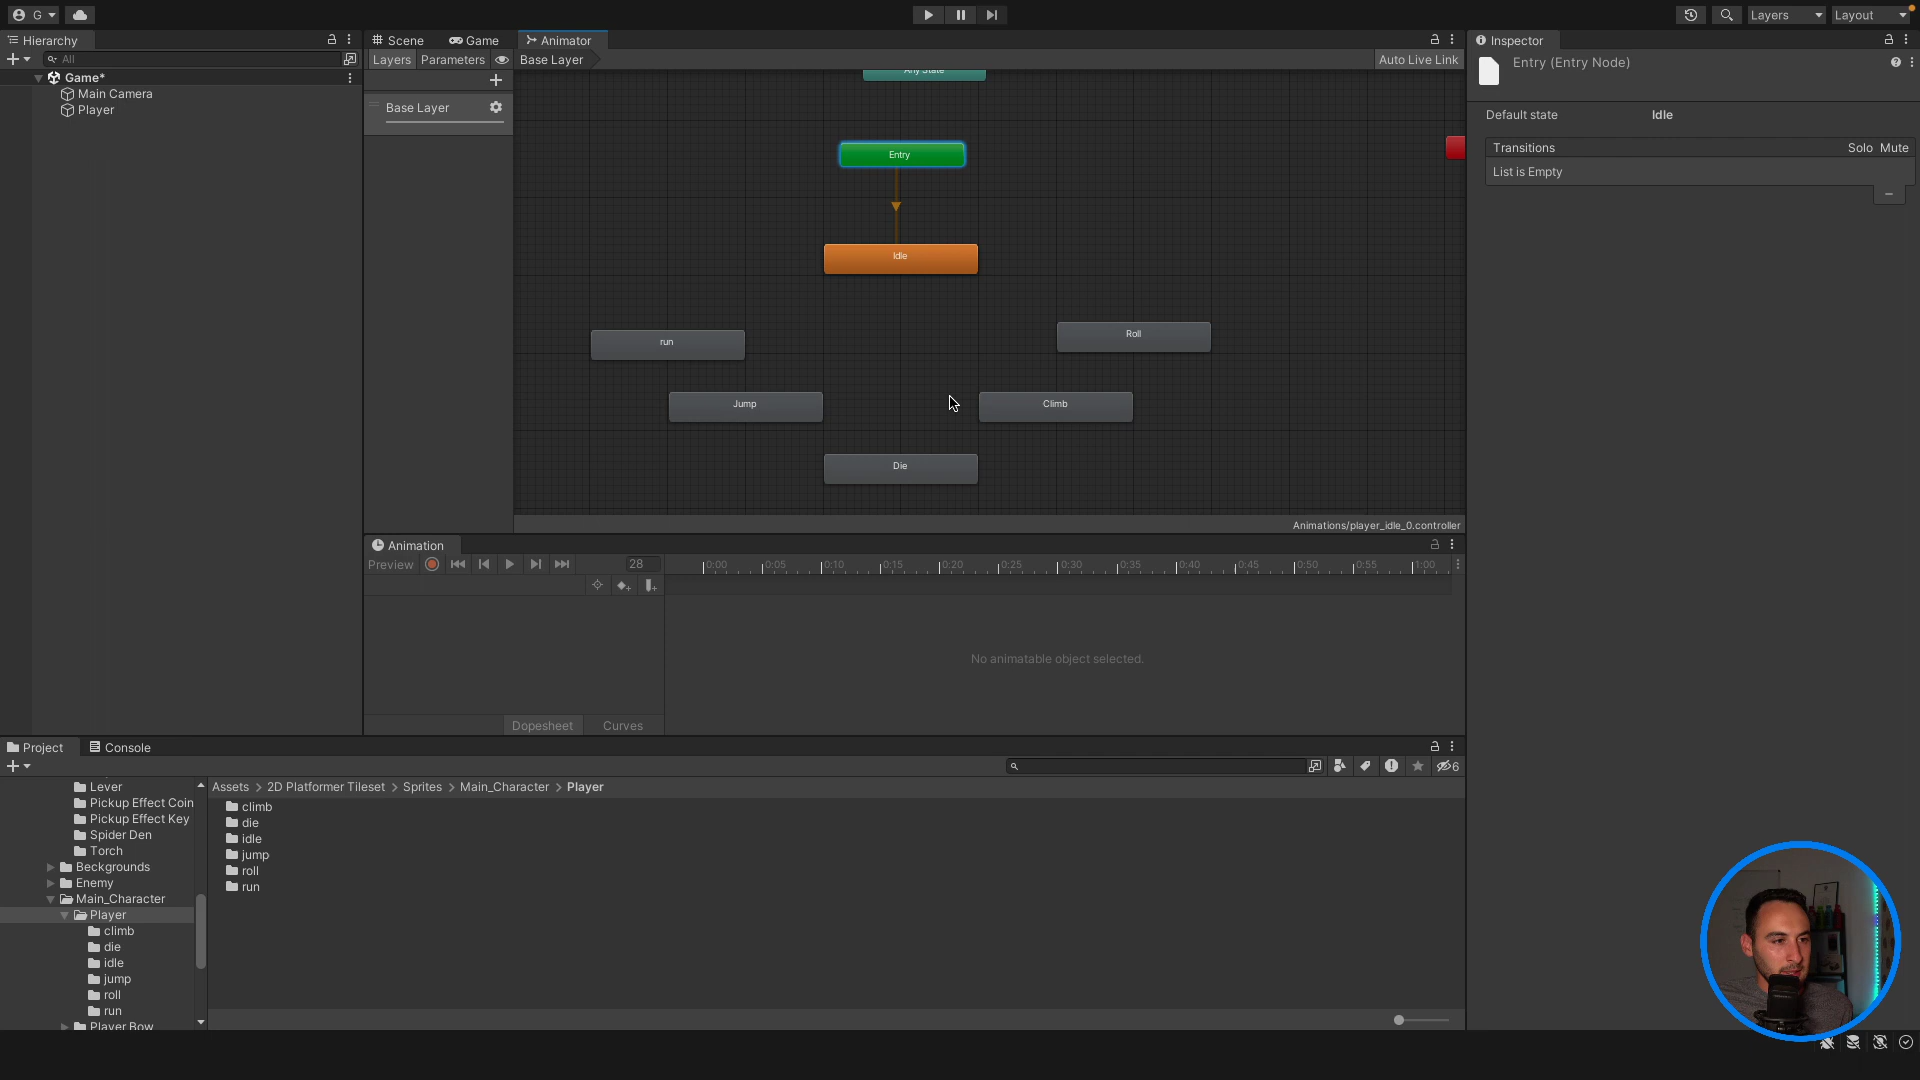 G
Layers
Layout
Hierarchy
Scene
Game
Animator
Inspector
All
Layers
Parameters
Base Layer
Auto Live Link
Entry (Entry Node)
Game*
Main Camera
Player
Base Layer
Any State
Default state
Idle
Entry
Transitions
Solo
Mute
List is Empty
Idle
run
Roll
Jump
Climb
Die
Animations/player_idle_0.controller
Animation
Preview
28
0:00
0:05
0:10
0:15
0:20
0:25
0:30
0:35
0:40
0:45
0:50
0:55
1:00
No animatable object selected.
Dopesheet
Curves
Project
Console
6
Lever
Pickup Effect Coin
Pickup Effect Key
Spider Den
Torch
Beckgrounds
Enemy
Main_Character
Player
climb
die
idle
jump
roll
run
Player Bow
Assets > 2D Platformer Tileset > Sprites > Main_Character > Player
climb
die
idle
jump
roll
run